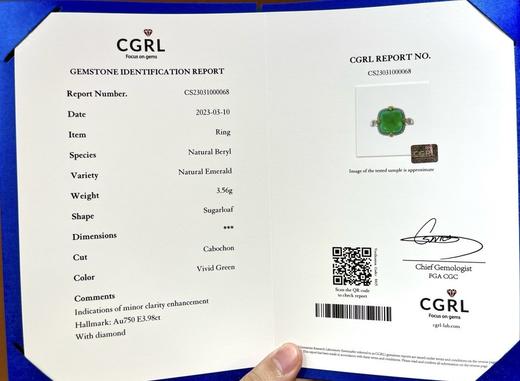 CGRL
Focus on gems
GEMSTONE IDENTIFICATION REPORT
Report Number. CS23031000068
Date 2023-03-10
Item Ring
Species Natural Beryl
Variety Natural Emerald
Weight 3.56g
Shape Sugarloaf
Dimensions ***
Cut Cabochon
Color Vivid Green
Comments
Indications of minor clarity enhancement
Hallmark: Au750 E3.98ct
With diamond
CGRL REPORT NO.
CS23031000068
CGRL
Image of the tested sample is approximate
Scan the QR code
to check report
Chief Gemologist
FGA CGC
CGRL
Focus on gems
cgrl-lab.com